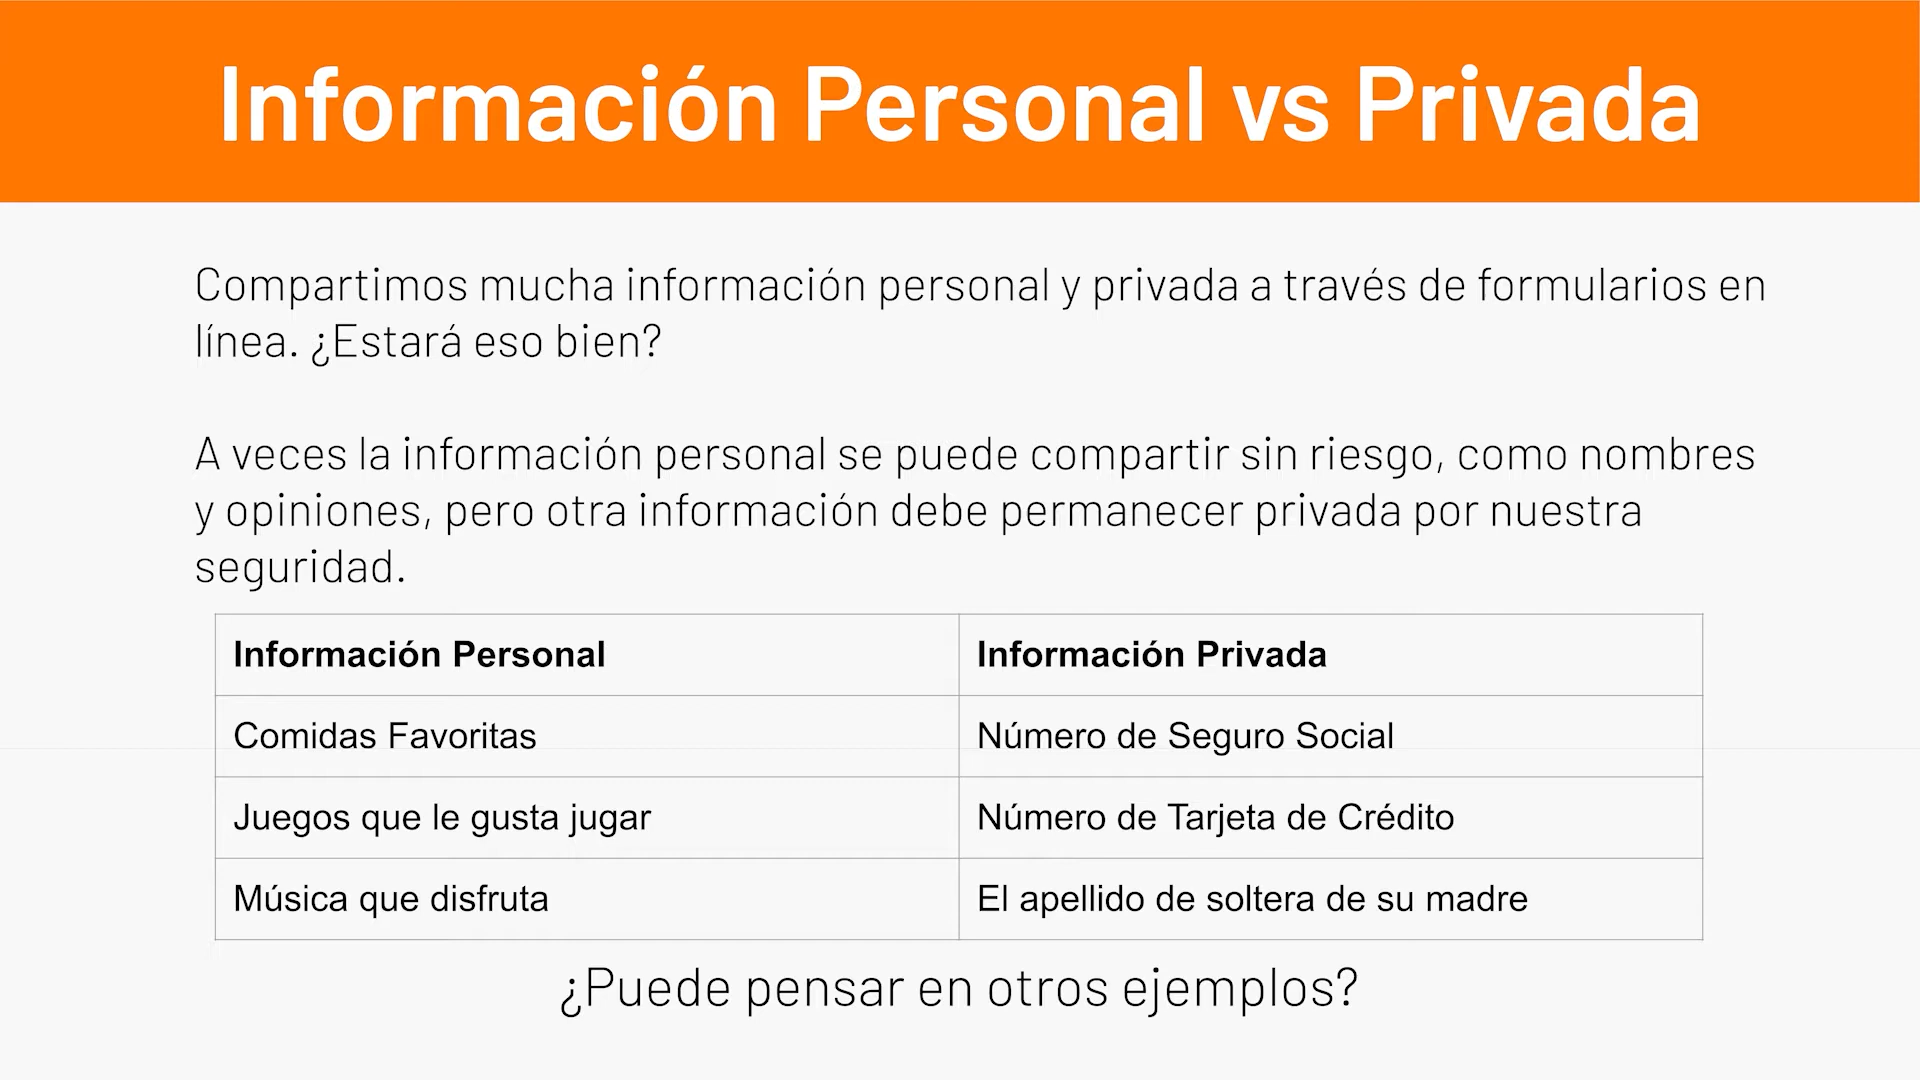 Información Personal vs Privada
Compartimos mucha información personal y privada a través de formularios en
línea. ¿Estará eso bien?
A veces la información personal se puede compartir sin riesgo, como nombres
y opiniones, pero otra información debe permanecer privada por nuestra
seguridad.
Información Personal
Información Privada
Comidas Favoritas
Número de Seguro Social
Juegos que le gusta jugar
Número de Tarjeta de Crédito
Música que disfruta
El apellido de soltera de su madre
¿Puede pensar en otros ejemplos?